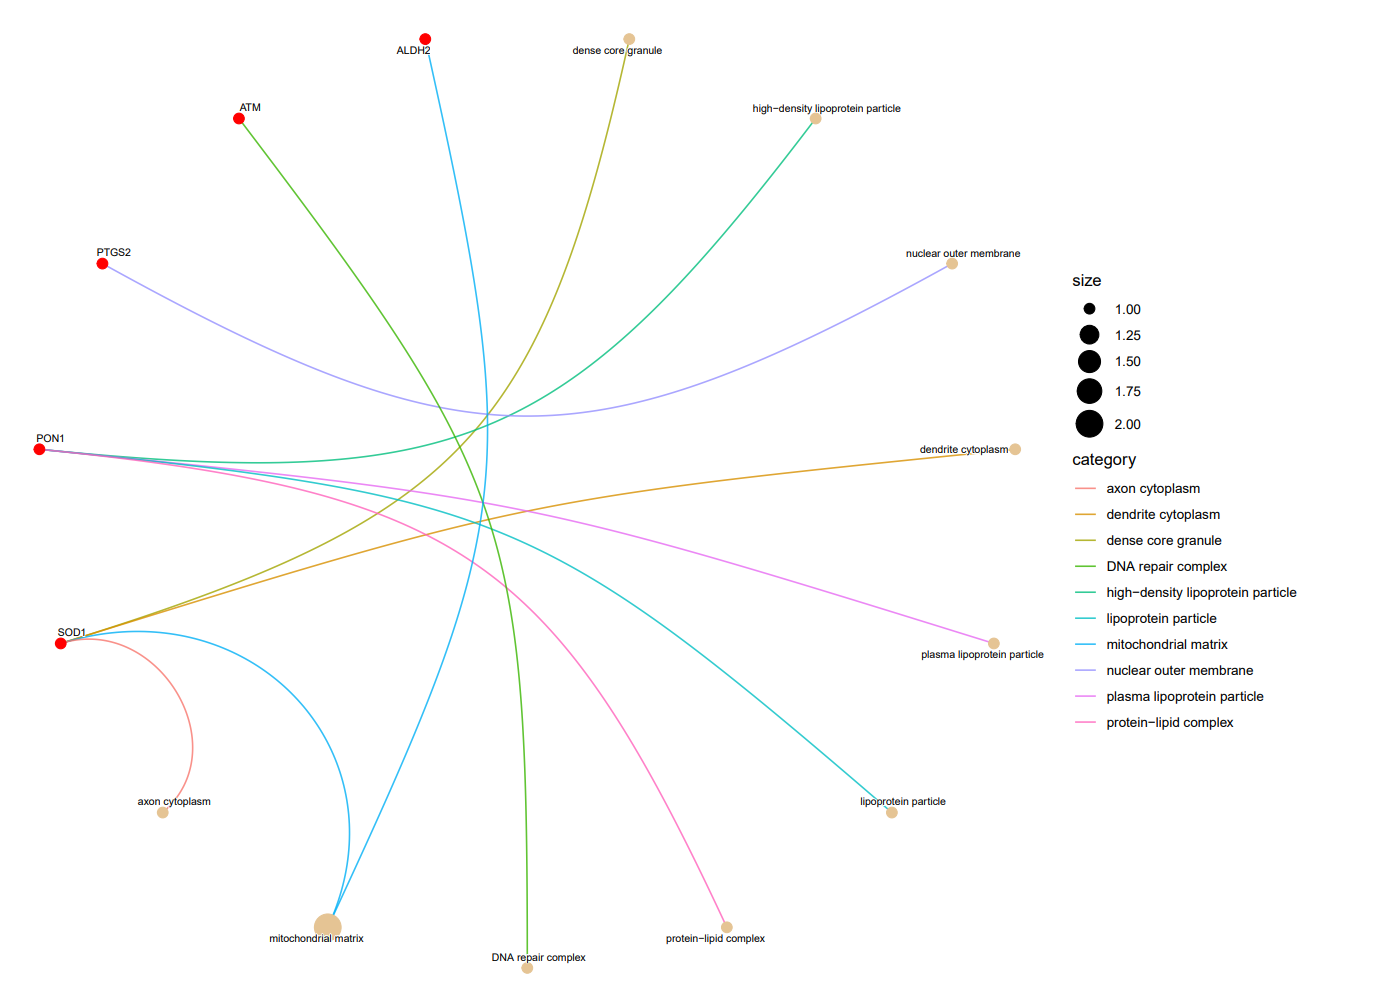 ALDH2
dense core granule
ATM
high−density lipoprotein particle
PTGS2
nuclear outer membrane
size
1.00
1.25
1.50
1.75
2.00
PON1
dendrite cytoplasm
category
axon cytoplasm
dendrite cytoplasm
dense core granule
DNA repair complex
high−density lipoprotein particle
lipoprotein particle
mitochondrial matrix
nuclear outer membrane
plasma lipoprotein particle
protein−lipid complex
SOD1
plasma lipoprotein particle
axon cytoplasm
lipoprotein particle
mitochondrial matrix
protein−lipid complex
DNA repair complex